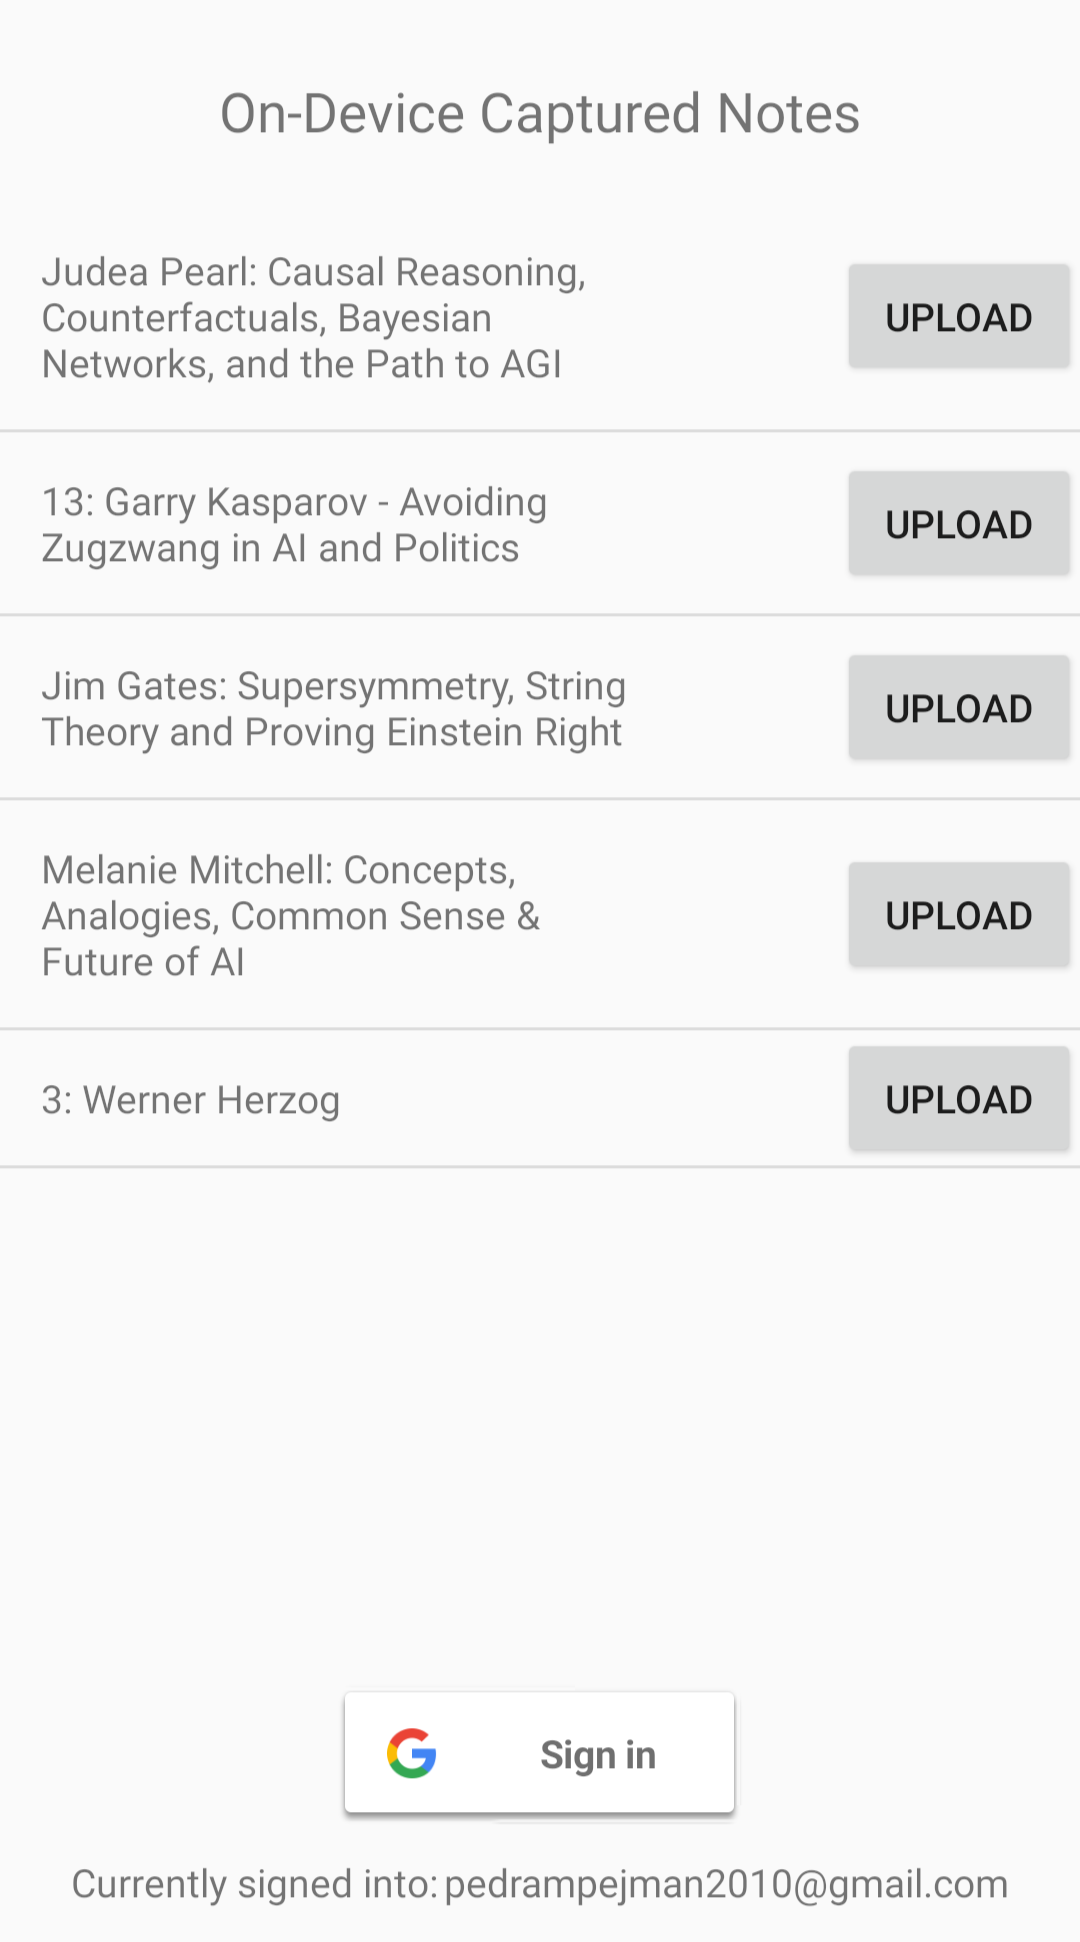 On-Device Captured Notes
Judea Pearl: Causal Reasoning,
Counterfactuals, Bayesian
Networks, and the Path to AGI
UPLOAD
13: Garry Kasparov - Avoiding
Zugzwang in AI and Politics
UPLOAD
Jim Gates: Supersymmetry, String
Theory and Proving Einstein Right
UPLOAD
Melanie Mitchell: Concepts,
Analogies, Common Sense &
Future of AI
UPLOAD
3: Werner Herzog
UPLOAD
Sign in
Currently signed into: pedrampejman2010@gmail.com